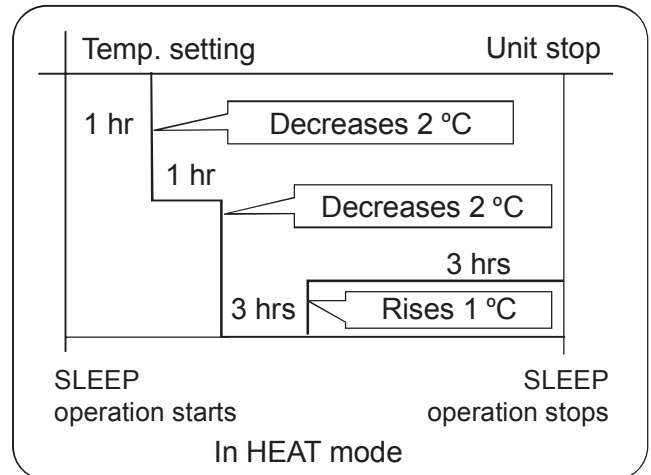 Temp. setting
Unit stop
1 hr
Decreases 2 ºC
1 hr
Decreases 2 ºC
3 hrs
3 hrs
Rises 1 ºC
SLEEP
operation starts
SLEEP
operation stops
In HEAT mode